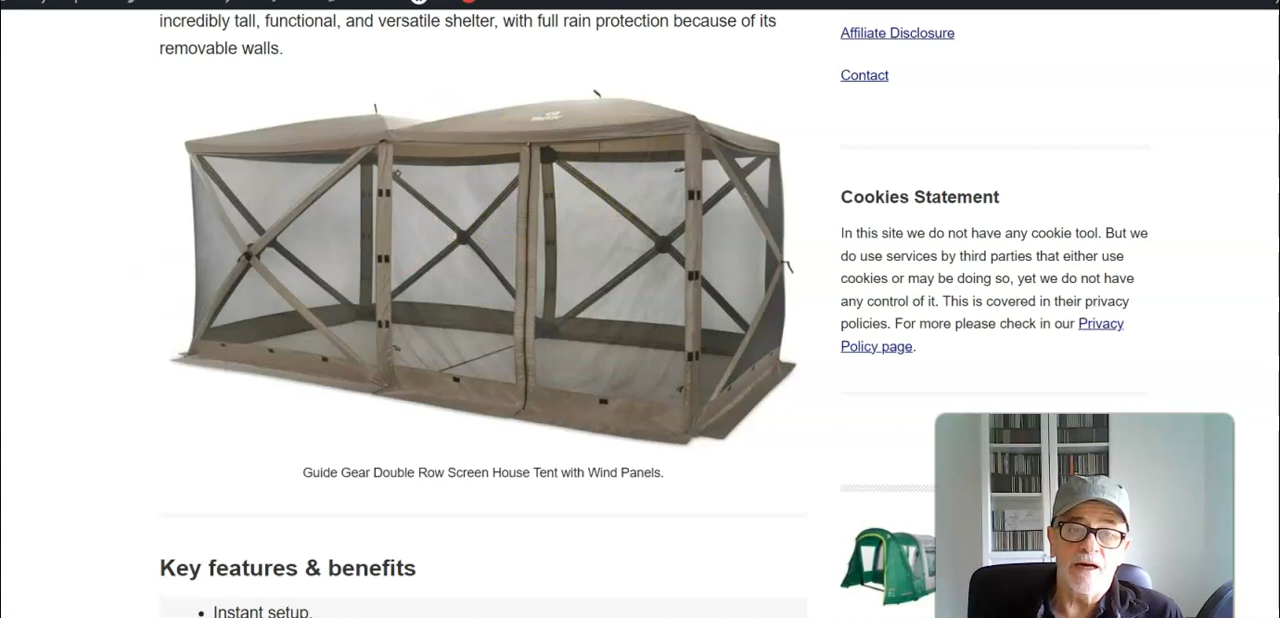 incredibly tall, functional, and versatile shelter, with full rain protection because of its
removable walls.
Guide Gear Double Row Screen House Tent with Wind Panels.
Key features & benefits
• Instant setup.
Affiliate Disclosure
Contact
Cookies Statement
In this site we do not have any cookie tool. But we
do use services by third parties that either use
cookies or may be doing so, yet we do not have
any control of it. This is covered in their privacy
policies. For more please check in our Privacy
Policy page.